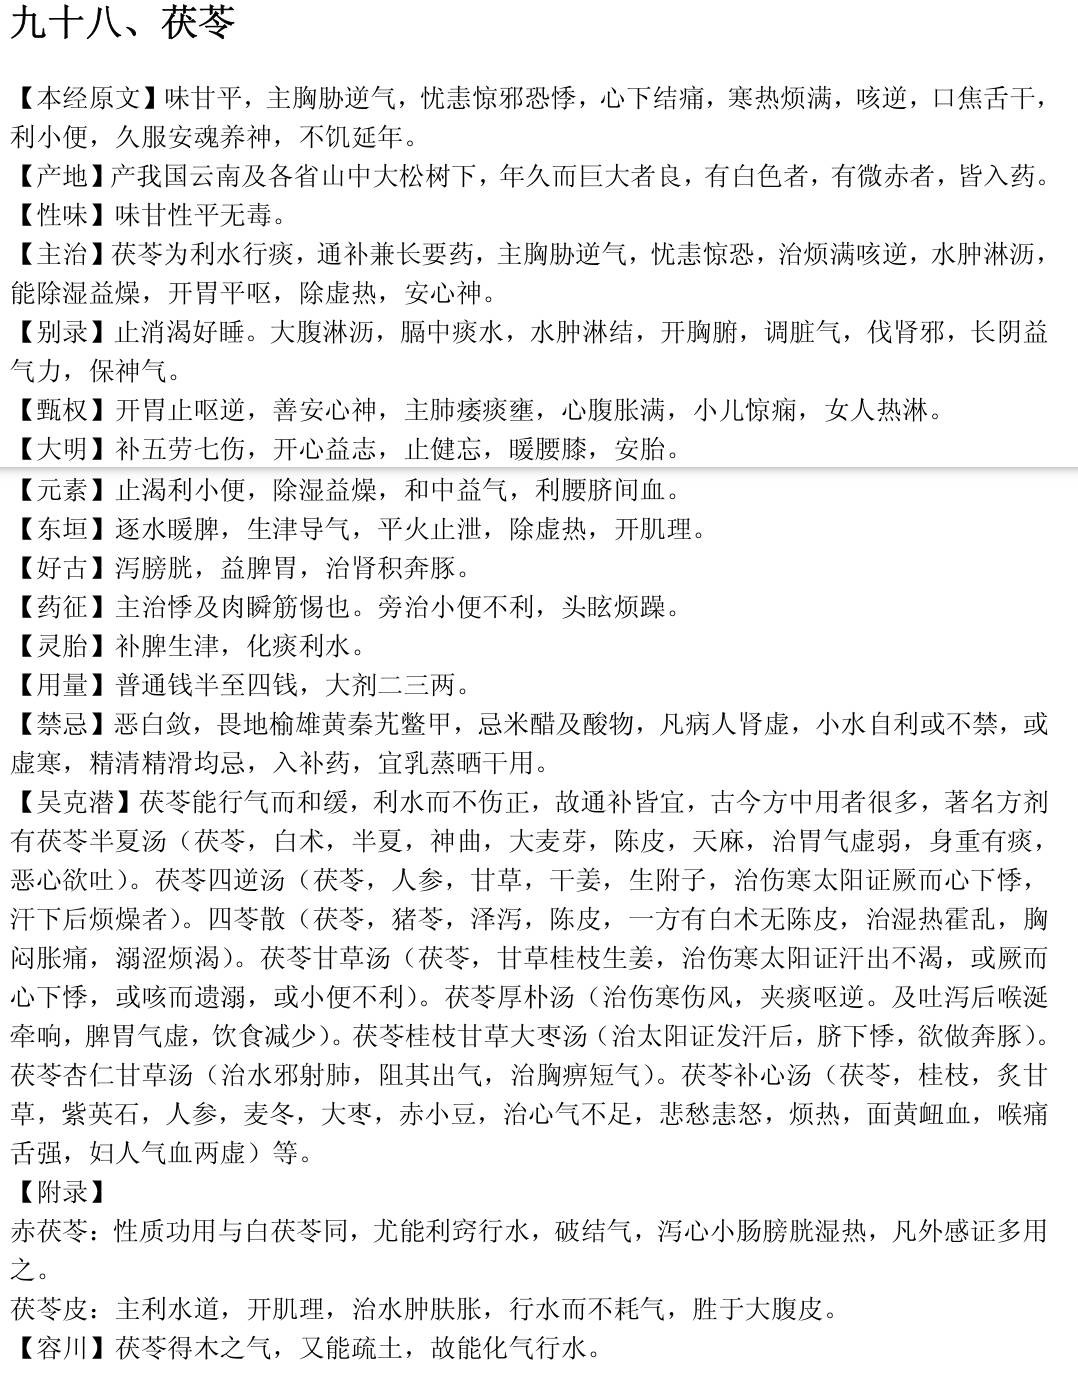 九十八、茯苓
【本经原文】味甘平，主胸胁逆气，忧恚惊邪恐悸，心下结痛，寒热烦满，咳逆，口焦舌干，
利小便，久服安魂养神，不饥延年。
【产地】产我国云南及各省山中大松树下，年久而巨大者良，有白色者，有微赤者，皆入药。
【性味】味甘性平无毒。
【主治】茯苓为利水行痰，通补兼长要药，主胸胁逆气，忧恚惊恐，治烦满咳逆，水肿淋沥，
能除湿益燥，开胃平呕，除虚热，安心神。
【别录】止消渴好睡。大腹淋沥，膈中痰水，水肿淋结，开胸腑，调脏气，伐肾邪，长阴益
气力，保神气。
【甄权】开胃止呕逆，善安心神，主肺痿痰壅，心腹胀满，小儿惊痫，女人热淋。
【大明】补五劳七伤，开心益志，止健忘，暖腰膝，安胎。
【元素】止渴利小便，除湿益燥，和中益气，利腰脐间血。
【东垣】逐水暖脾，生津导气，平火止泄，除虚热，开肌理。
【好古】泻膀胱，益脾胃，治肾积奔豚。
【药征】主治悸及肉瞬筋惕也。旁治小便不利，头眩烦躁。
【灵胎】补脾生津，化痰利水。
【用量】普通钱半至四钱，大剂二三两。
【禁忌】恶白敛，畏地榆雄黄秦艽鳖甲，忌米醋及酸物，凡病人肾虚，小水自利或不禁，或
虚寒，精清精滑均忌，入补药，宜乳蒸晒干用。
【吴克潜】茯苓能行气而和缓，利水而不伤正，故通补皆宜，古今方中用者很多，著名方剂
有茯苓半夏汤（茯苓，白术，半夏，神曲，大麦芽，陈皮，天麻，治胃气虚弱，身重有痰，
恶心欲吐）。茯苓四逆汤（茯苓，人参，甘草，干姜，生附子，治伤寒太阳证厥而心下悸，
汗下后烦燥者）。四苓散（茯苓，猪苓，泽泻，陈皮，一方有白术无陈皮，治湿热霍乱，胸
闷胀痛，溺涩烦渴）。茯苓甘草汤（茯苓，甘草桂枝生姜，治伤寒太阳证汗出不渴，或厥而
心下悸，或咳而遗溺，或小便不利）。茯苓厚朴汤（治伤寒伤风，夹痰呕逆。及吐泻后喉涎
牵响，脾胃气虚，饮食减少）。茯苓桂枝甘草大枣汤（治太阳证发汗后，脐下悸，欲做奔豚）。
茯苓杏仁甘草汤（治水邪射肺，阻其出气，治胸痹短气）。茯苓补心汤（茯苓，桂枝，炙甘
草，紫英石，人参，麦冬，大枣，赤小豆，治心气不足，悲愁恚怒，烦热，面黄衄血，喉痛
舌强，妇人气血两虚）等。
【附录】
赤茯苓：性质功用与白茯苓同，尤能利窍行水，破结气，泻心小肠膀胱湿热，凡外感证多用
之。
茯苓皮：主利水道，开肌理，治水肿肤胀，行水而不耗气，胜于大腹皮。
【容川】茯苓得木之气，又能疏土，故能化气行水。